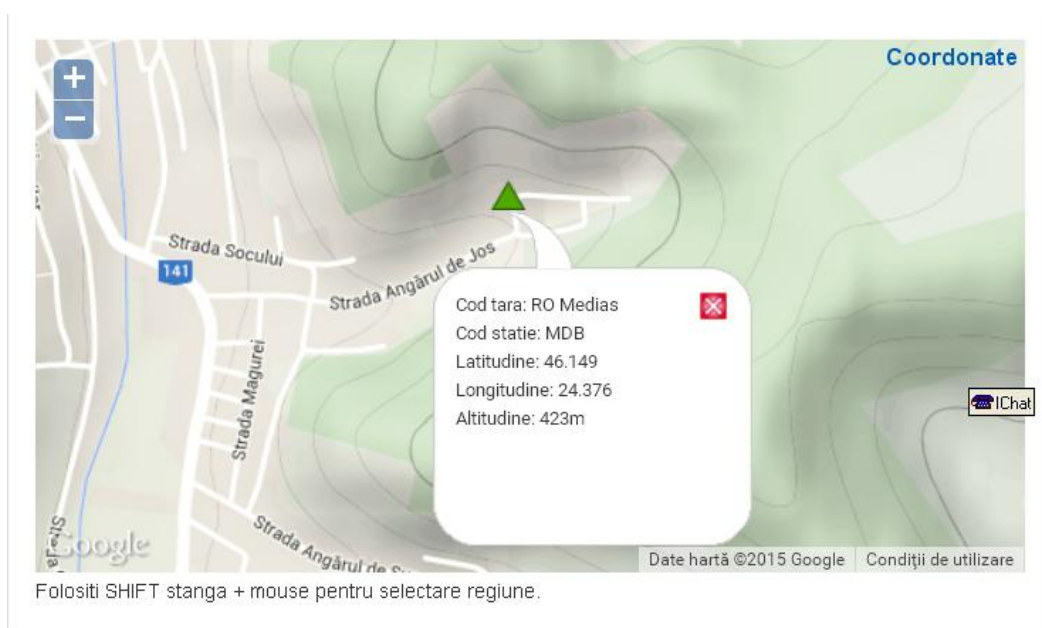 Coordonate
+
−
Strada Socului
141
Strada Angărul de Jos
Strada Magurei
Cod tara: RO Medias
Cod statie: MDB
Latitudine: 46.149
Longitudine: 24.376
Altitudine: 423m
IChat
Strada Angărul de
Google
Date hartă ©2015 Google
Condiții de utilizare
Folositi SHIFT stanga + mouse pentru selectare regiune.